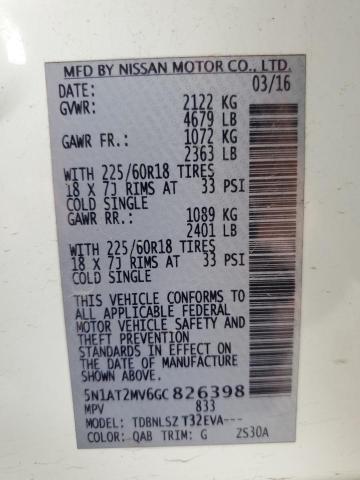 MFD BY NISSAN MOTOR CO., LTD.
DATE: 03/16
GVWR: 2122 KG
4679 LB
GAWR FR.: 1072 KG
2363 LB
WITH 225/60R18 TIRES
18 X 7J RIMS AT 33 PSI
COLD SINGLE
GAWR RR.: 1089 KG
2401 LB
WITH 225/60R18 TIRES
18 X 7J RIMS AT 33 PSI
COLD SINGLE
THIS VEHICLE CONFORMS TO
ALL APPLICABLE FEDERAL
MOTOR VEHICLE SAFETY AND
THEFT PREVENTION
STANDARDS IN EFFECT ON
THE DATE OF MANUFACTURE
SHOWN ABOVE.
5N1AT2MV6GC826398
MPV 833
MODEL: TDBNLSZ T32EVA---
COLOR: QAB TRIM: G ZS30A